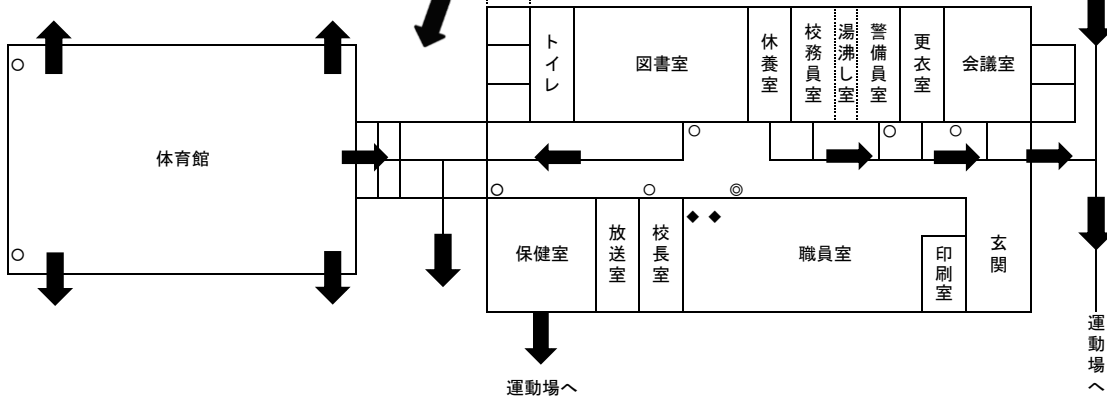 トイレ
図書室
休養室
校務員室
湯沸し室
警備員室
更衣室
会議室
体育館
保健室
放送室
校長室
職員室
印刷室
玄関
運動場へ
運動場へ